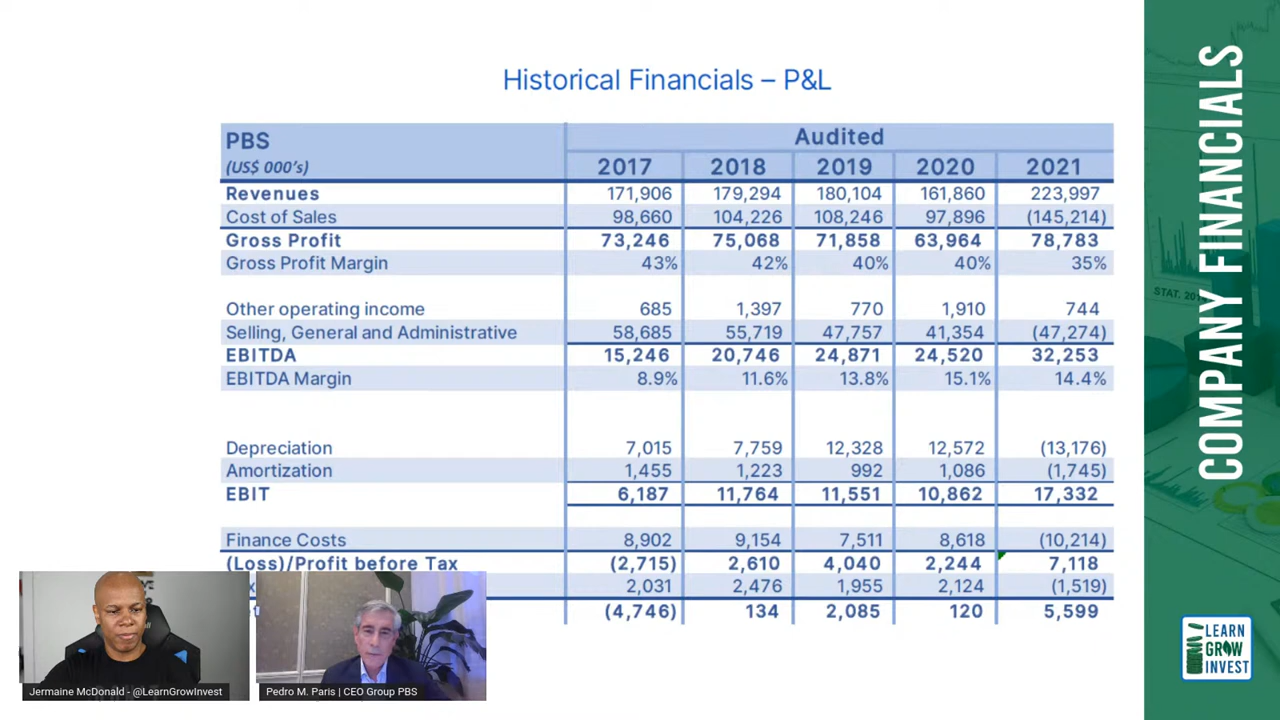 Historical Financials – P&L
PBS Audited
(US$ 000's) 2017 2018 2019 2020 2021
Revenues 171,906 179,294 180,104 161,860 223,997
Cost of Sales 98,660 104,226 108,246 97,896 (145,214)
Gross Profit 73,246 75,068 71,858 63,964 78,783
Gross Profit Margin 43% 42% 40% 40% 35%
Other operating income 685 1,397 770 1,910 744
Selling, General and Administrative 58,685 55,719 47,757 41,354 (47,274)
EBITDA 15,246 20,746 24,871 24,520 32,253
EBITDA Margin 8.9% 11.6% 13.8% 15.1% 14.4%
Depreciation 7,015 7,759 12,328 12,572 (13,176)
Amortization 1,455 1,223 992 1,086 (1,745)
EBIT 6,187 11,764 11,551 10,862 17,332
Finance Costs 8,902 9,154 7,511 8,618 (10,214)
(Loss)/Profit before Tax (2,715) 2,610 4,040 2,244 7,118
2,031 2,476 1,955 2,124 (1,519)
(4,746) 134 2,085 120 5,599
Jermaine McDonald - @LearnGrowInvest
Pedro M. Paris | CEO Group PBS
COMPANY FINANCIALS
LEARN
GROW
INVEST